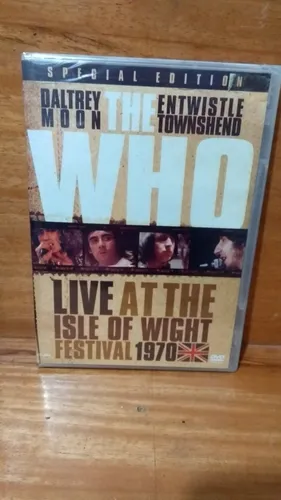 SPECIAL EDITION
DALTREY THE ENTWISTLE
MOON TOWNSHEND
WHO
LIVE AT THE
ISLE OF WIGHT
FESTIVAL 1970
DVD